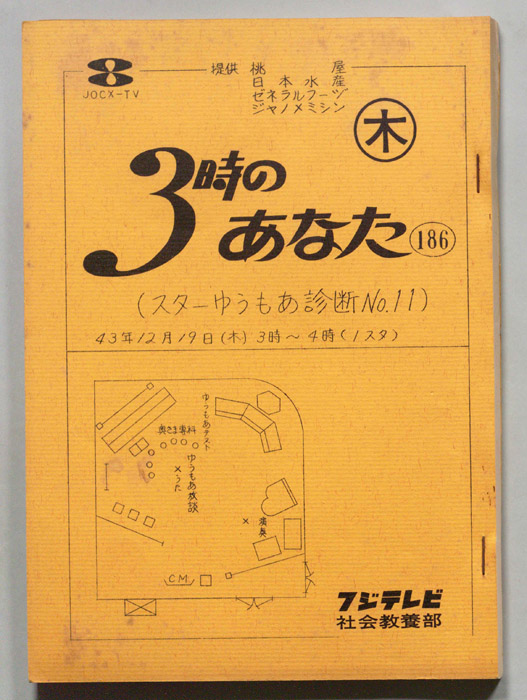 8
JOCX-TV
提供 桃屋
日本水産
ゼネラルフーヅ
ジャノメミシン
木
3時の
あなた
186
(スターゆうもあ診断No.11)
43年12月19日(木) 3時~4時(1スタ)
ゆうもあテスト
奥さま専科
ゆうもあ放談
×うた
×
演奏
C.M.
フジテレビ
社会教養部